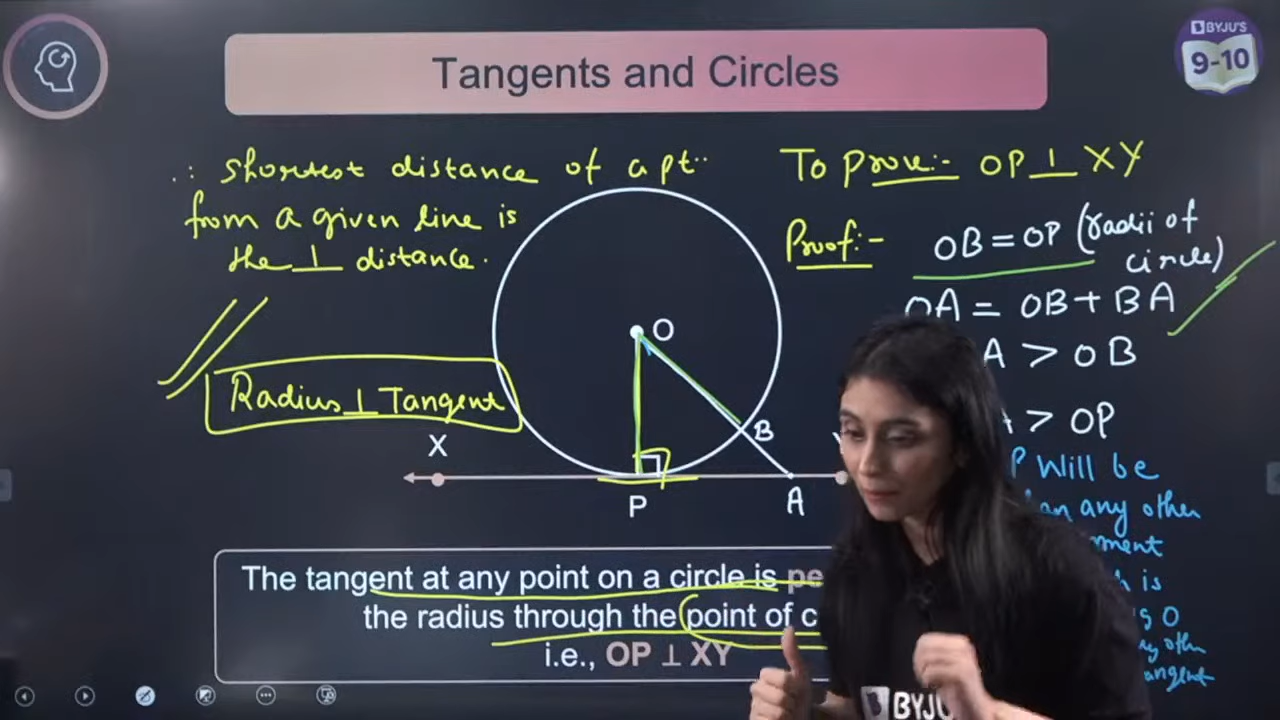 BYJU'S
9-10
Tangents and Circles
∴ shortest distance of a pt.
from a given line is
the ⊥ distance.
Radius ⊥ Tangent
To prove:- OP ⊥ XY
Proof:- OB = OP (radii of
circle)
OA = OB + BA
A > OB
> OP
P will be
any other
is
O
O
B
X
P
A
The tangent at any point on a circle is
the radius through the point of
i.e., OP ⊥ XY
BYJU